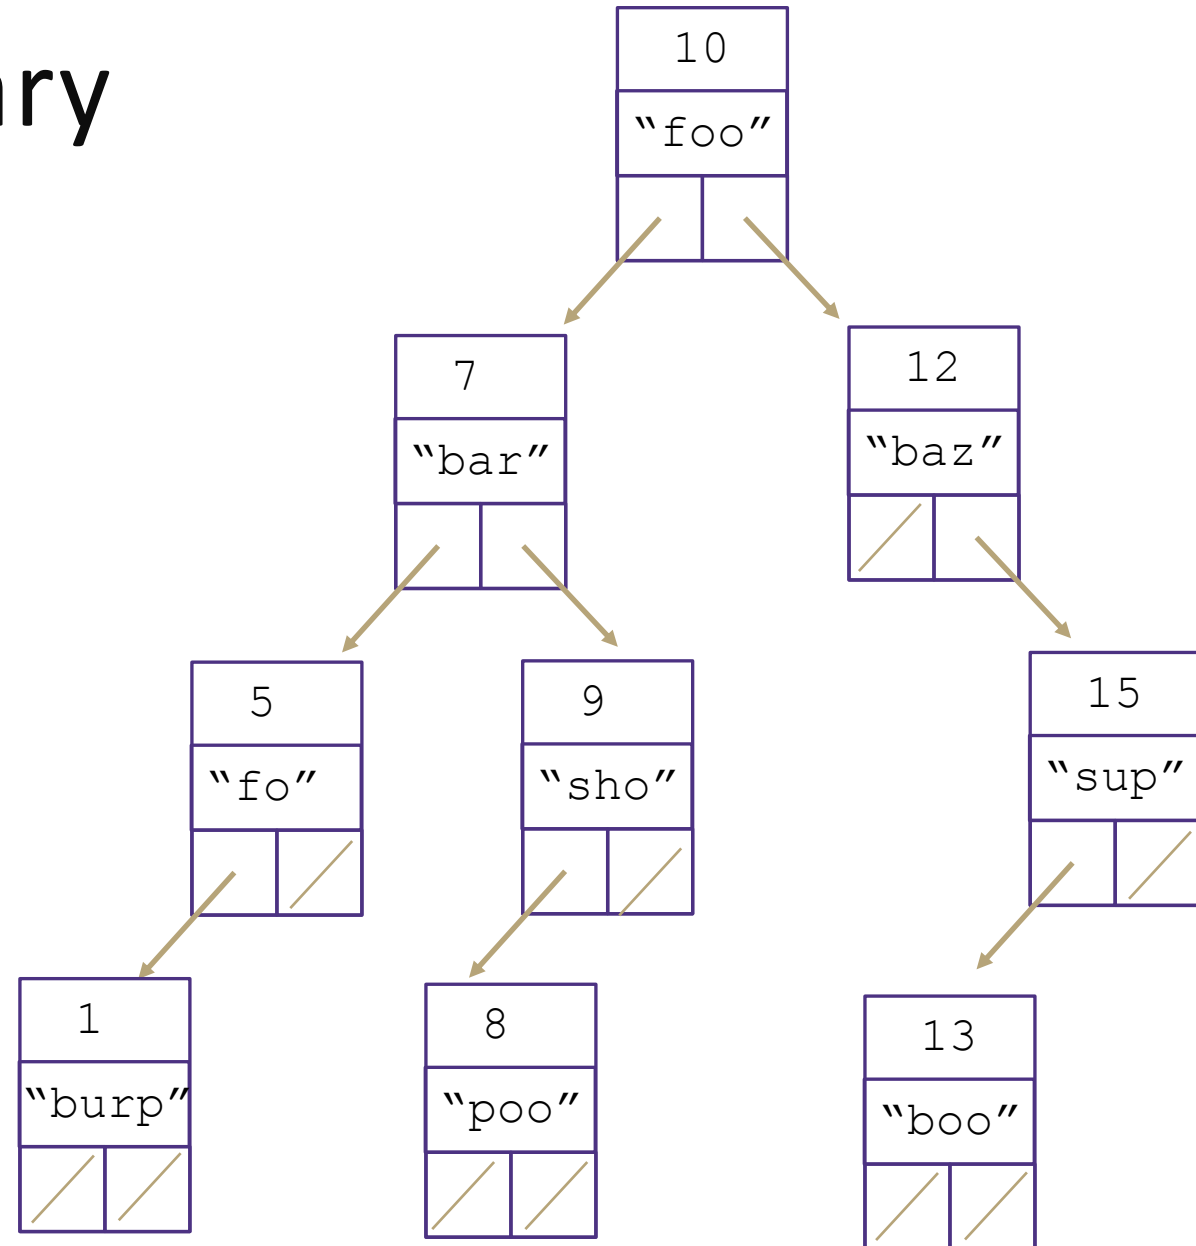 ary
10
“foo”
7
“bar”
12
“baz”
5
“fo”
9
“sho”
15
“sup”
1
“burp”
8
“poo”
13
“boo”